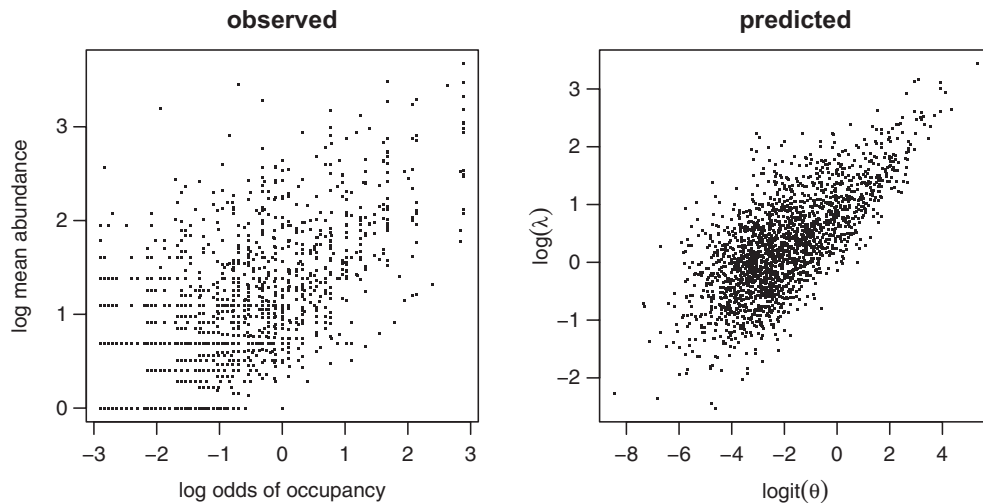 observed
log mean abundance
3
2
1
0
−3 −2 −1 0 1 2 3
log odds of occupancy
predicted
log(λ)
3
2
1
0
−1
−2
−8 −6 −4 −2 0 2 4
logit(θ)